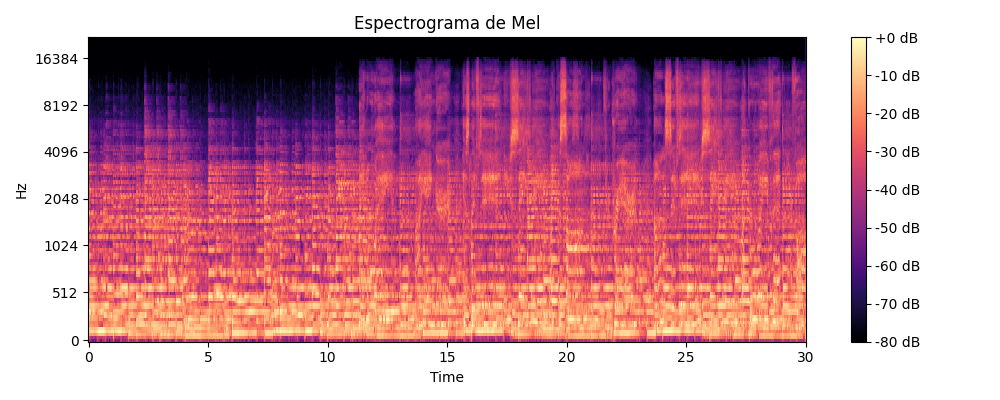 Espectrograma de Mel
Hz
16384
8192
4096
2048
1024
512
0
0 5 10 15 20 25 30
Time
+0 dB
-10 dB
-20 dB
-30 dB
-40 dB
-50 dB
-60 dB
-70 dB
-80 dB